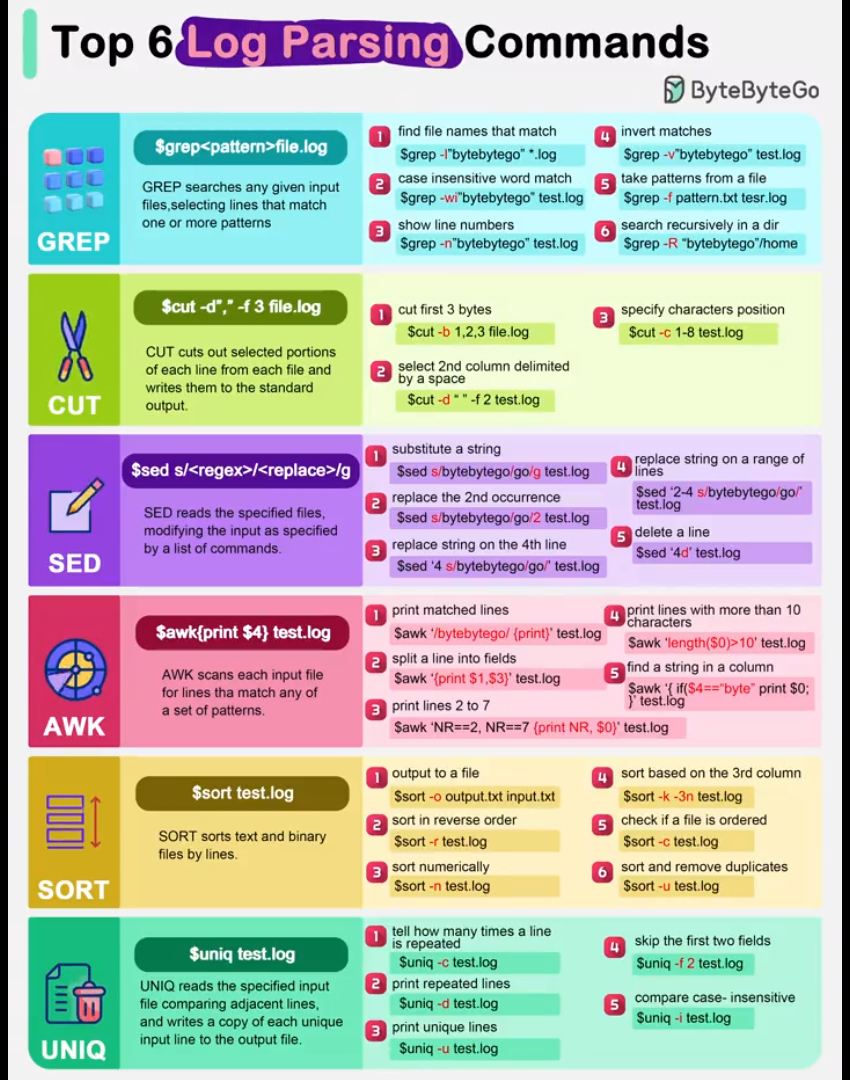 Top 6 Log Parsing Commands
ByteByteGo
GREP
$grep<pattern>file.log
GREP searches any given input
files,selecting lines that match
one or more patterns
1 find file names that match
$grep -l"bytebytego" *.log
2 case insensitive word match
$grep -wi"bytebytego" test.log
3 show line numbers
$grep -n"bytebytego" test.log
4 invert matches
$grep -v"bytebytego" test.log
5 take patterns from a file
$grep -f pattern.txt tesr.log
6 search recursively in a dir
$grep -R "bytebytego"/home
CUT
$cut -d"," -f 3 file.log
CUT cuts out selected portions
of each line from each file and
writes them to the standard
output.
1 cut first 3 bytes
$cut -b 1,2,3 file.log
2 select 2nd column delimited
by a space
$cut -d " " -f 2 test.log
3 specify characters position
$cut -c 1-8 test.log
SED
$sed s/<regex>/<replace>/g
SED reads the specified files,
modifying the input as specified
by a list of commands.
1 substitute a string
$sed s/bytebytego/go/g test.log
2 replace the 2nd occurrence
$sed s/bytebytego/go/2 test.log
3 replace string on the 4th line
$sed '4 s/bytebytego/go/' test.log
4 replace string on a range of
lines
$sed '2-4 s/bytebytego/go/'
test.log
5 delete a line
$sed '4d' test.log
AWK
$awk{print $4} test.log
AWK scans each input file
for lines tha match any of
a set of patterns.
1 print matched lines
$awk '/bytebytego/ {print}' test.log
2 split a line into fields
$awk '{print $1,$3}' test.log
3 print lines 2 to 7
$awk 'NR==2, NR==7 {print NR, $0}' test.log
4 print lines with more than 10
characters
$awk 'length($0)>10' test.log
5 find a string in a column
$awk '{ if($4=="byte" print $0;
}' test.log
SORT
$sort test.log
SORT sorts text and binary
files by lines.
1 output to a file
$sort -o output.txt input.txt
2 sort in reverse order
$sort -r test.log
3 sort numerically
$sort -n test.log
4 sort based on the 3rd column
$sort -k -3n test.log
5 check if a file is ordered
$sort -c test.log
6 sort and remove duplicates
$sort -u test.log
UNIQ
$uniq test.log
UNIQ reads the specified input
file comparing adjacent lines,
and writes a copy of each unique
input line to the output file.
1 tell how many times a line
is repeated
$uniq -c test.log
2 print repeated lines
$uniq -d test.log
3 print unique lines
$uniq -u test.log
4 skip the first two fields
$uniq -f 2 test.log
5 compare case- insensitive
$uniq -i test.log